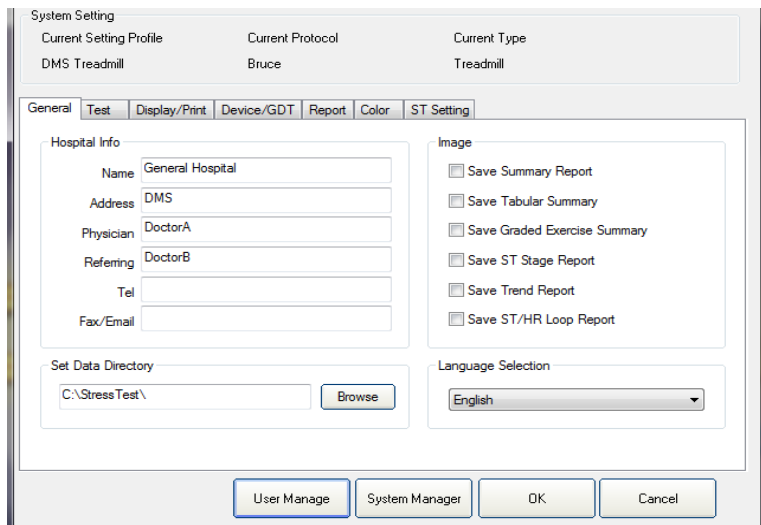 System Setting
Current Setting Profile Current Protocol Current Type
DMS Treadmill Bruce Treadmill
General Test Display/Print Device/GDT Report Color ST Setting
Hospital Info
Name General Hospital
Address DMS
Physician DoctorA
Referring DoctorB
Tel
Fax/Email
Image
Save Summary Report
Save Tabular Summary
Save Graded Exercise Summary
Save ST Stage Report
Save Trend Report
Save ST/HR Loop Report
Set Data Directory
C:\StressTest\ Browse
Language Selection
English
User Manage System Manager OK Cancel